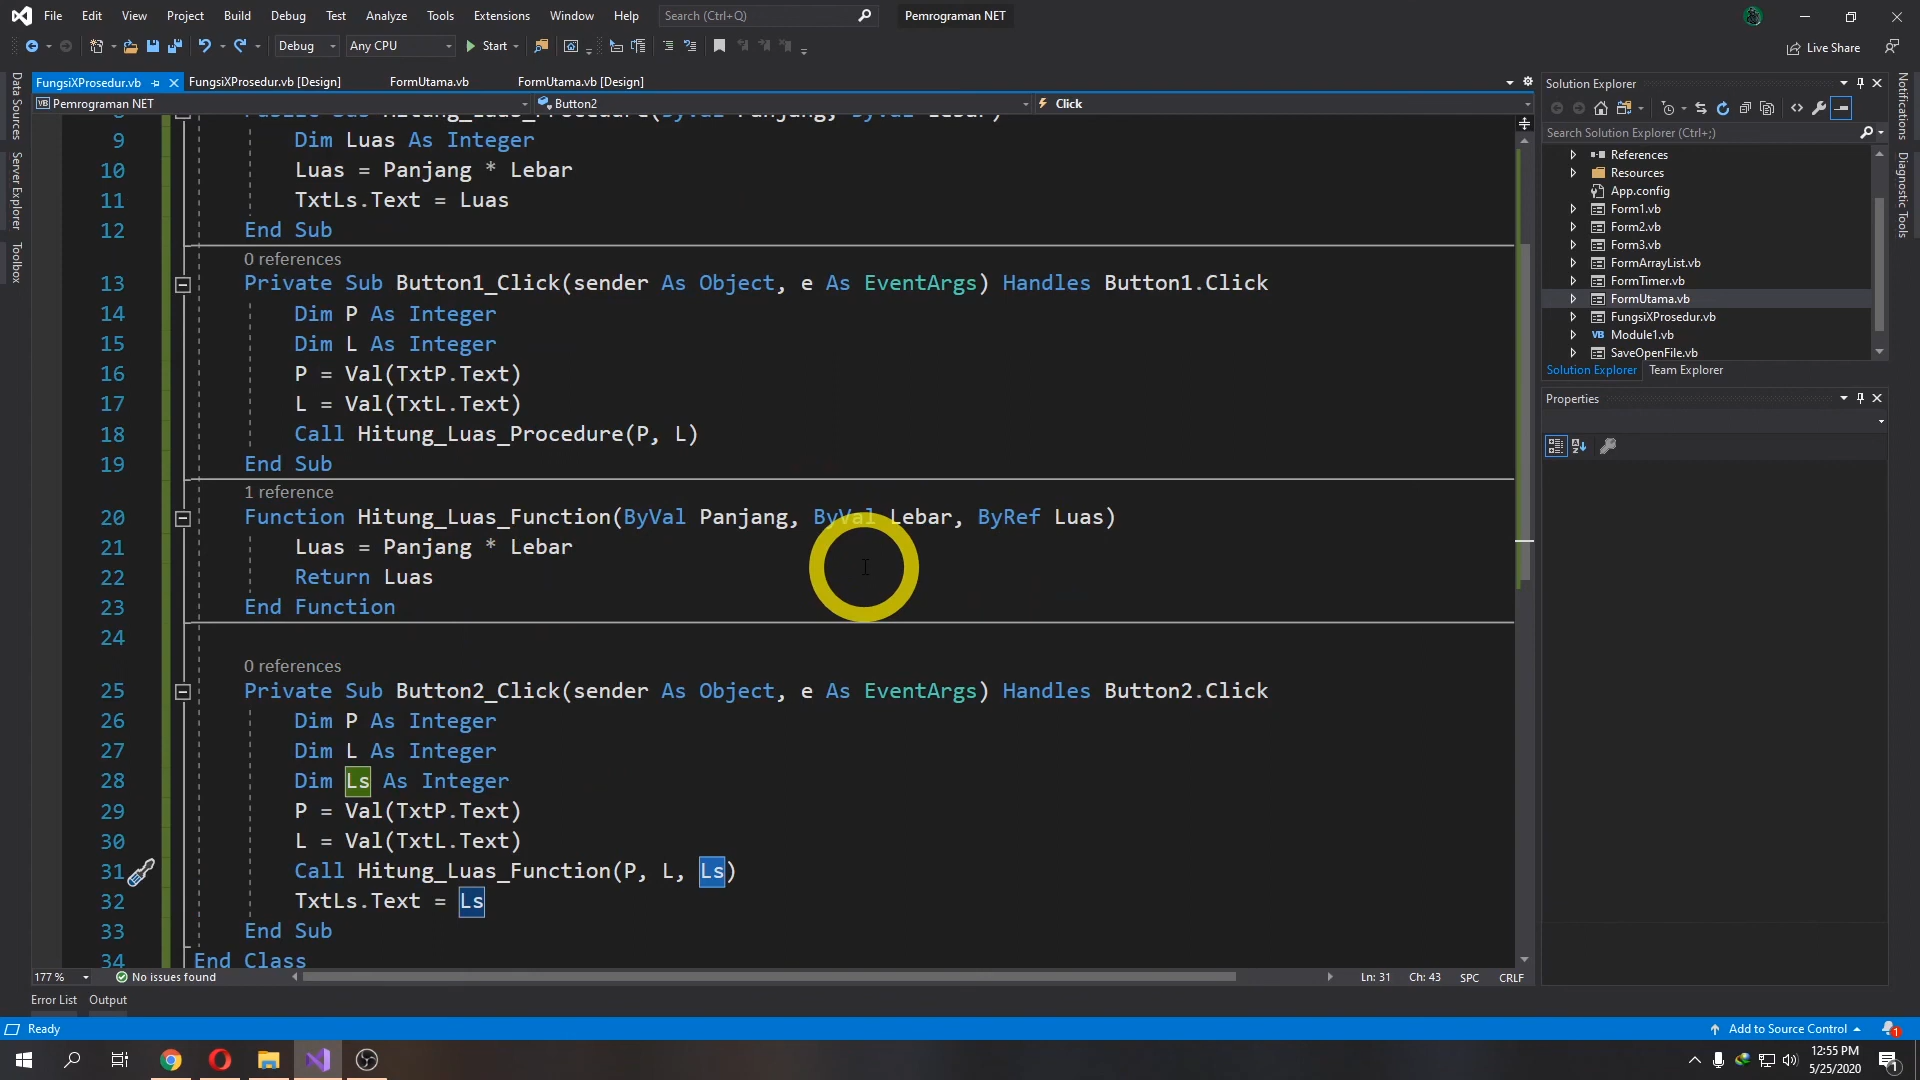 File Edit View Project Build Debug Test Analyze Tools Extensions Window Help Search (Ctrl+Q) Pemrograman NET
Debug Any CPU Start Live Share
FungsiXProsedur.vb FungsiXProsedur.vb [Design] FormUtama.vb FormUtama.vb [Design]
Pemrograman NET Button2 Click
Data Sources
Server Explorer
Toolbox
9 Dim Luas As Integer
10 Luas = Panjang * Lebar
11 TxtLs.Text = Luas
12 End Sub
0 references
13 Private Sub Button1_Click(sender As Object, e As EventArgs) Handles Button1.Click
14 Dim P As Integer
15 Dim L As Integer
16 P = Val(TxtP.Text)
17 L = Val(TxtL.Text)
18 Call Hitung_Luas_Procedure(P, L)
19 End Sub
1 reference
20 Function Hitung_Luas_Function(ByVal Panjang, ByVal Lebar, ByRef Luas)
21 Luas = Panjang * Lebar
22 Return Luas
23 End Function
24
0 references
25 Private Sub Button2_Click(sender As Object, e As EventArgs) Handles Button2.Click
26 Dim P As Integer
27 Dim L As Integer
28 Dim Ls As Integer
29 P = Val(TxtP.Text)
30 L = Val(TxtL.Text)
31 Call Hitung_Luas_Function(P, L, Ls)
32 TxtLs.Text = Ls
33 End Sub
34 End Class
177 % No issues found Ln: 31 Ch: 43 SPC CRLF
Error List Output
Solution Explorer
Search Solution Explorer (Ctrl+;)
References
Resources
App.config
Form1.vb
Form2.vb
Form3.vb
FormArrayList.vb
FormTimer.vb
FormUtama.vb
FungsiXProsedur.vb
VB Module1.vb
SaveOpenFile.vb
Solution Explorer Team Explorer
Properties
Notifications
Diagnostic Tools
Ready Add to Source Control 1
12:55 PM
5/25/2020
1